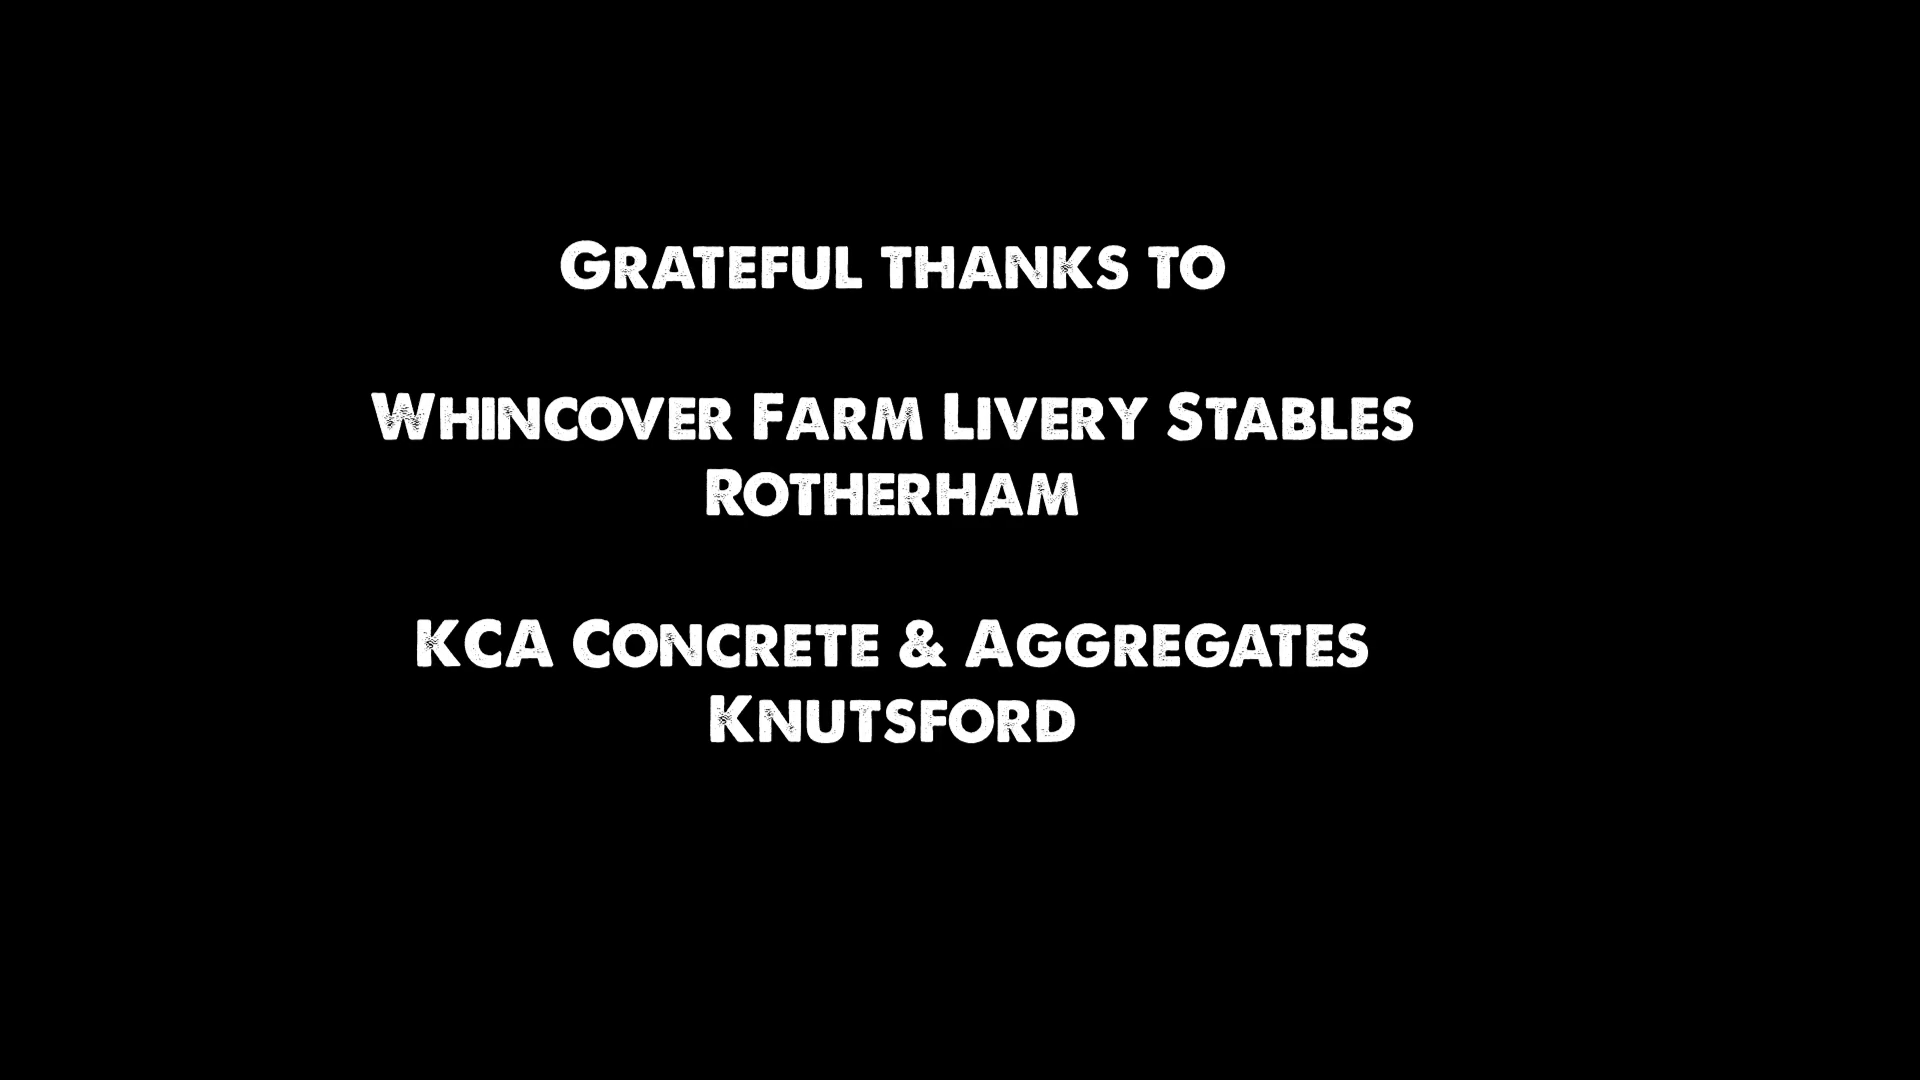 Grateful thanks to
Whincover Farm Livery Stables
Rotherham
KCA Concrete & Aggregates
Knutsford